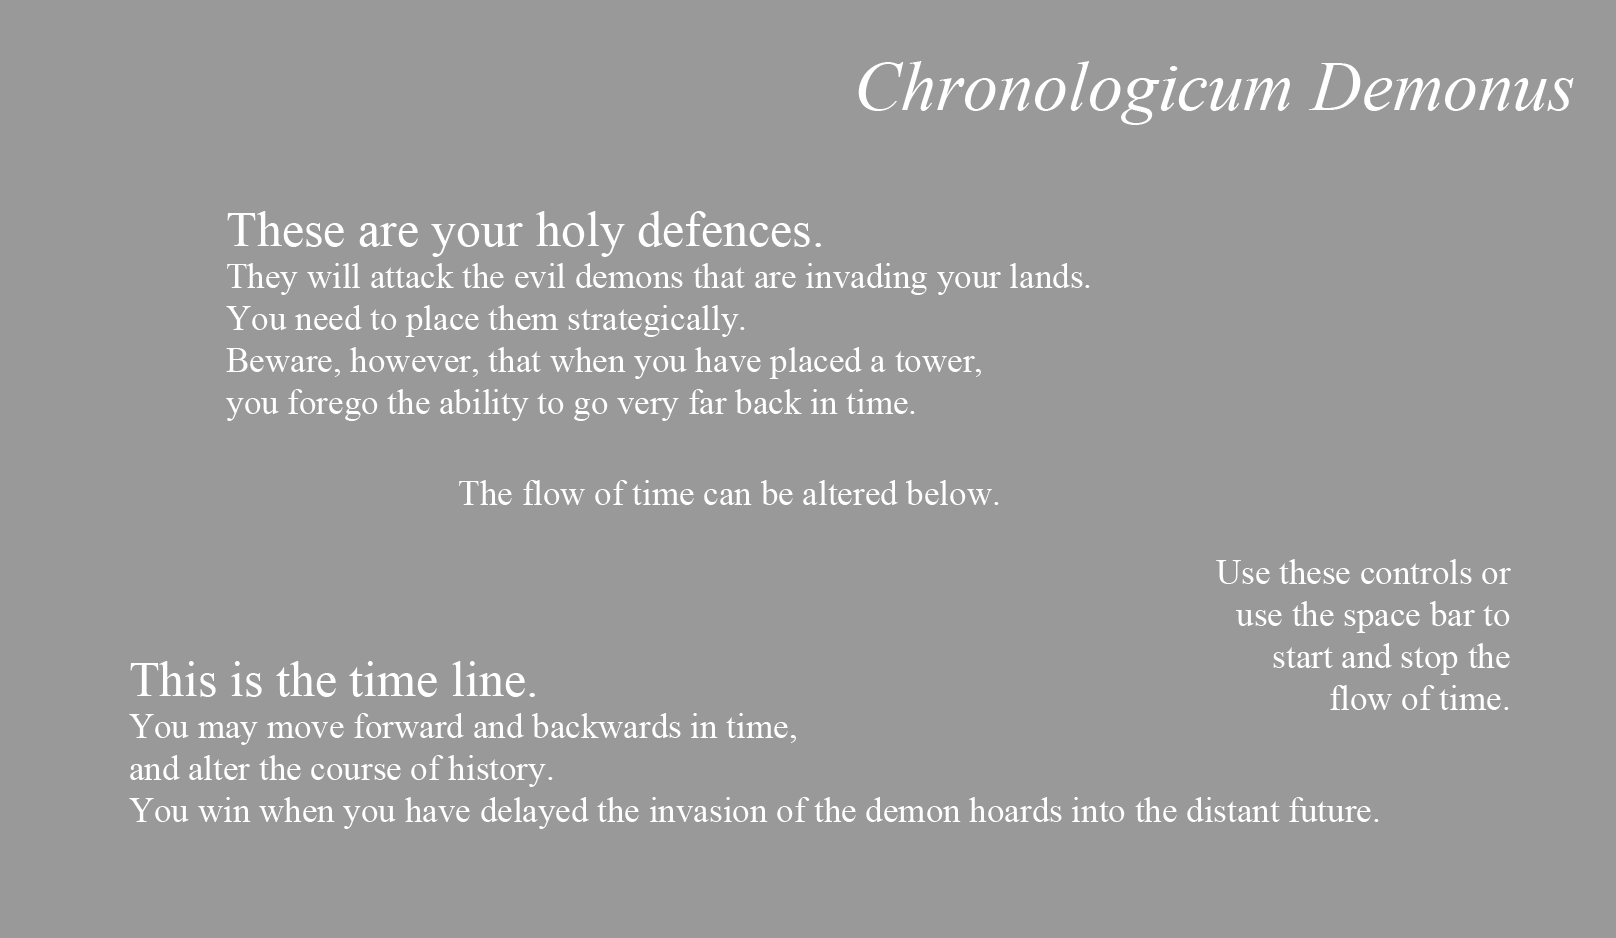 Chronologicum Demonus
These are your holy defences.
They will attack the evil demons that are invading your lands.
You need to place them strategically.
Beware, however, that when you have placed a tower,
you forego the ability to go very far back in time.
The flow of time can be altered below.
Use these controls or
use the space bar to
start and stop the
flow of time.
This is the time line.
You may move forward and backwards in time,
and alter the course of history.
You win when you have delayed the invasion of the demon hoards into the distant future.